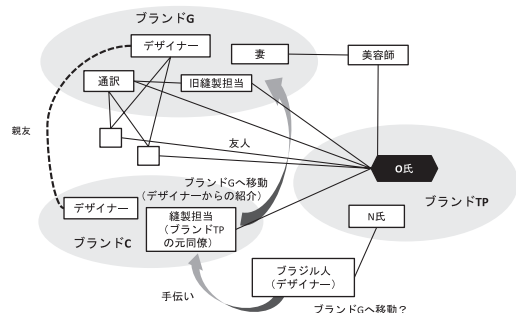 ブランドG
デザイナー
妻
美容師
通訳
旧縫製担当
親友
友人
O氏
ブランドGへ移動
（デザイナーからの紹介）
デザイナー
ブランドTP
縫製担当
（ブランドTP
の元同僚）
N氏
ブランドC
ブラジル人
（デザイナー）
手伝い
ブランドGへ移動？